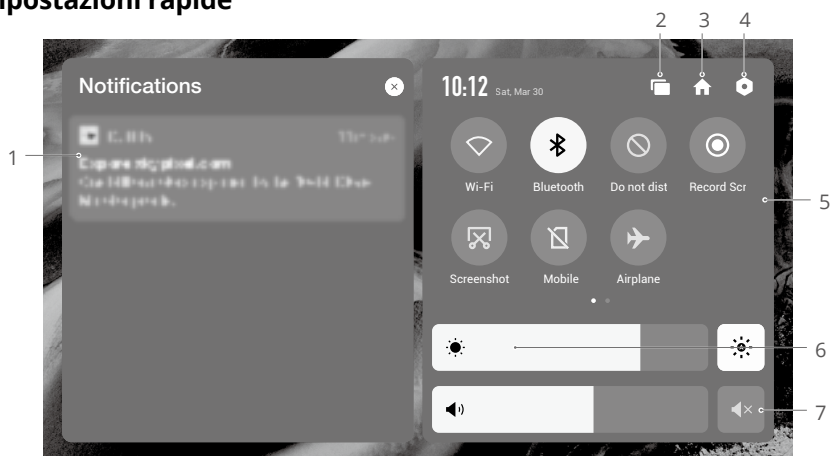 postazioni rapide
2 3 4
Notifications
10:12 Sat, Mar 30
1
Wi-Fi Bluetooth Do not dist Record Scr
5
Screenshot Mobile Airplane
6
7